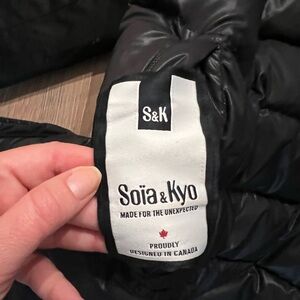 S&K
Soïa & Kyo
MADE FOR THE UNEXPECTED
PROUDLY
DESIGNED IN CANADA